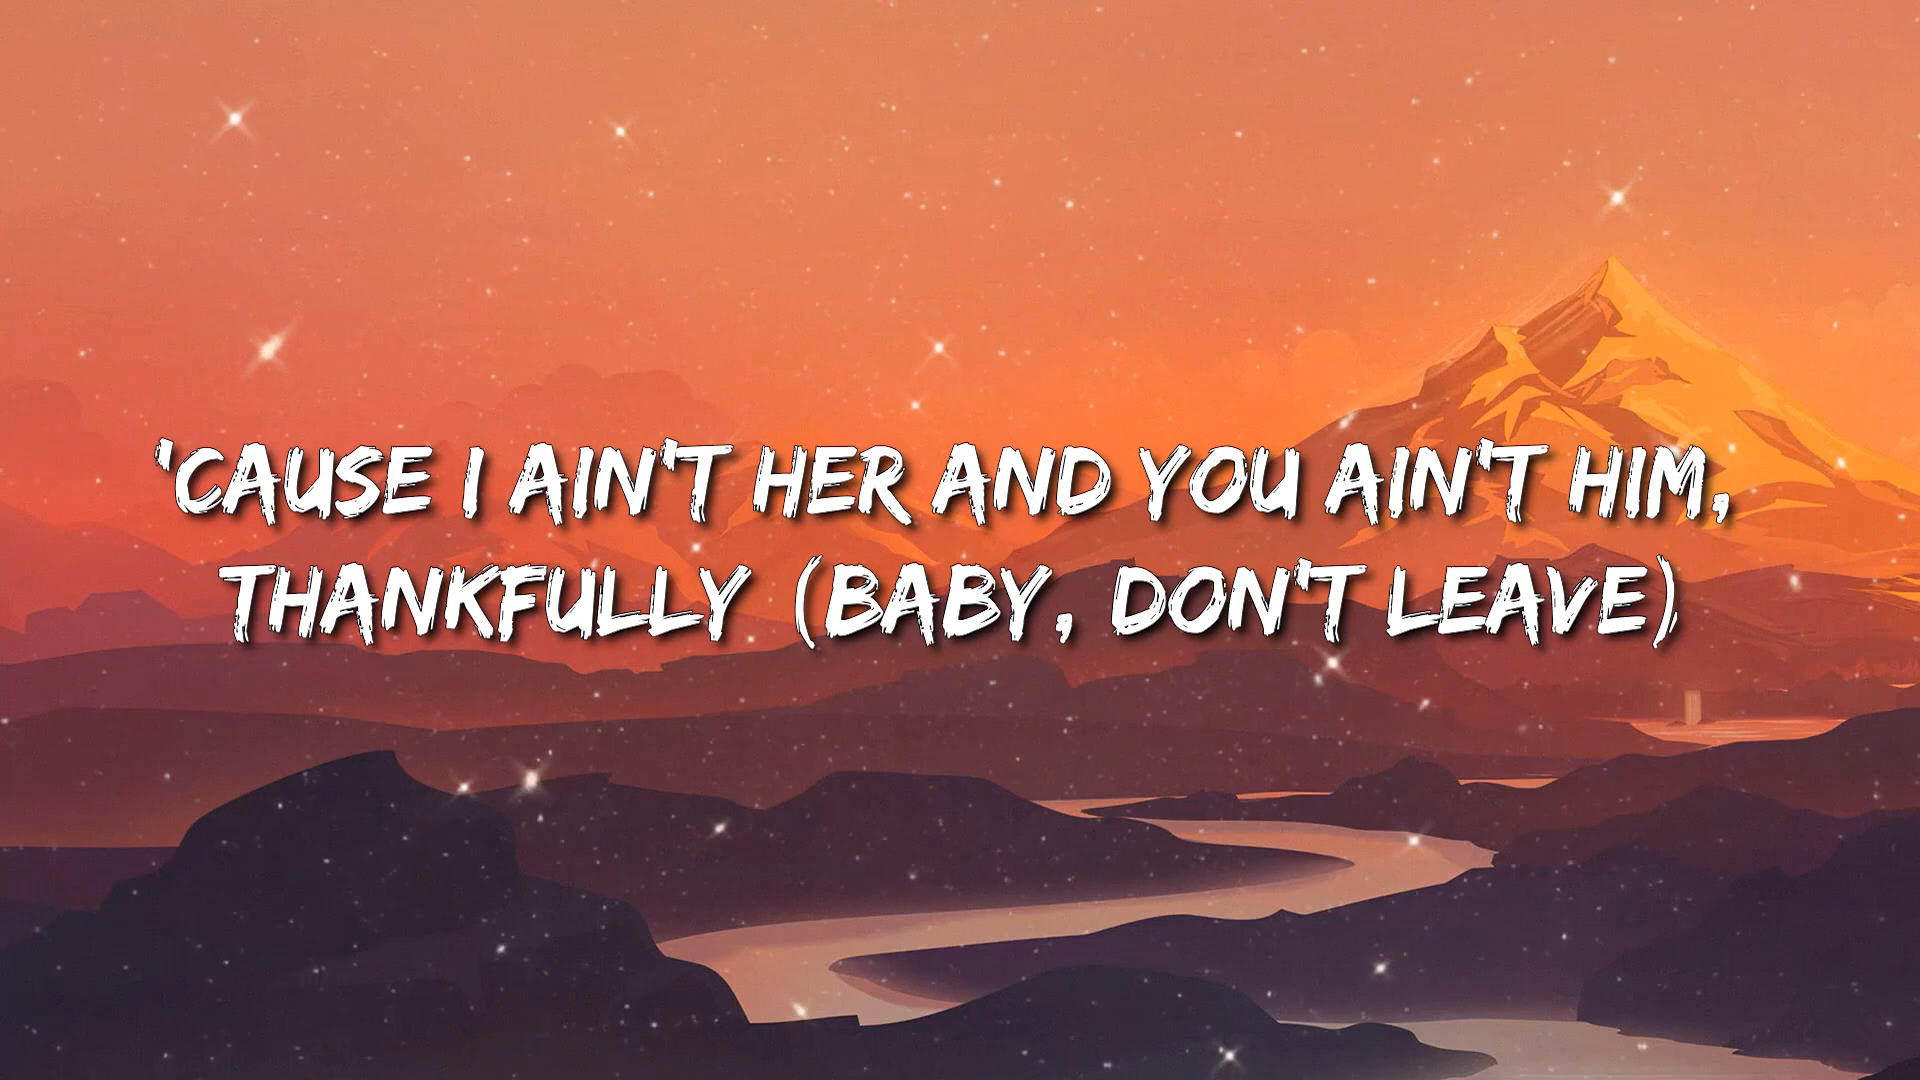 'CAUSE I AIN'T HER AND YOU AIN'T HIM,
THANKFULLY (BABY, DON'T LEAVE)